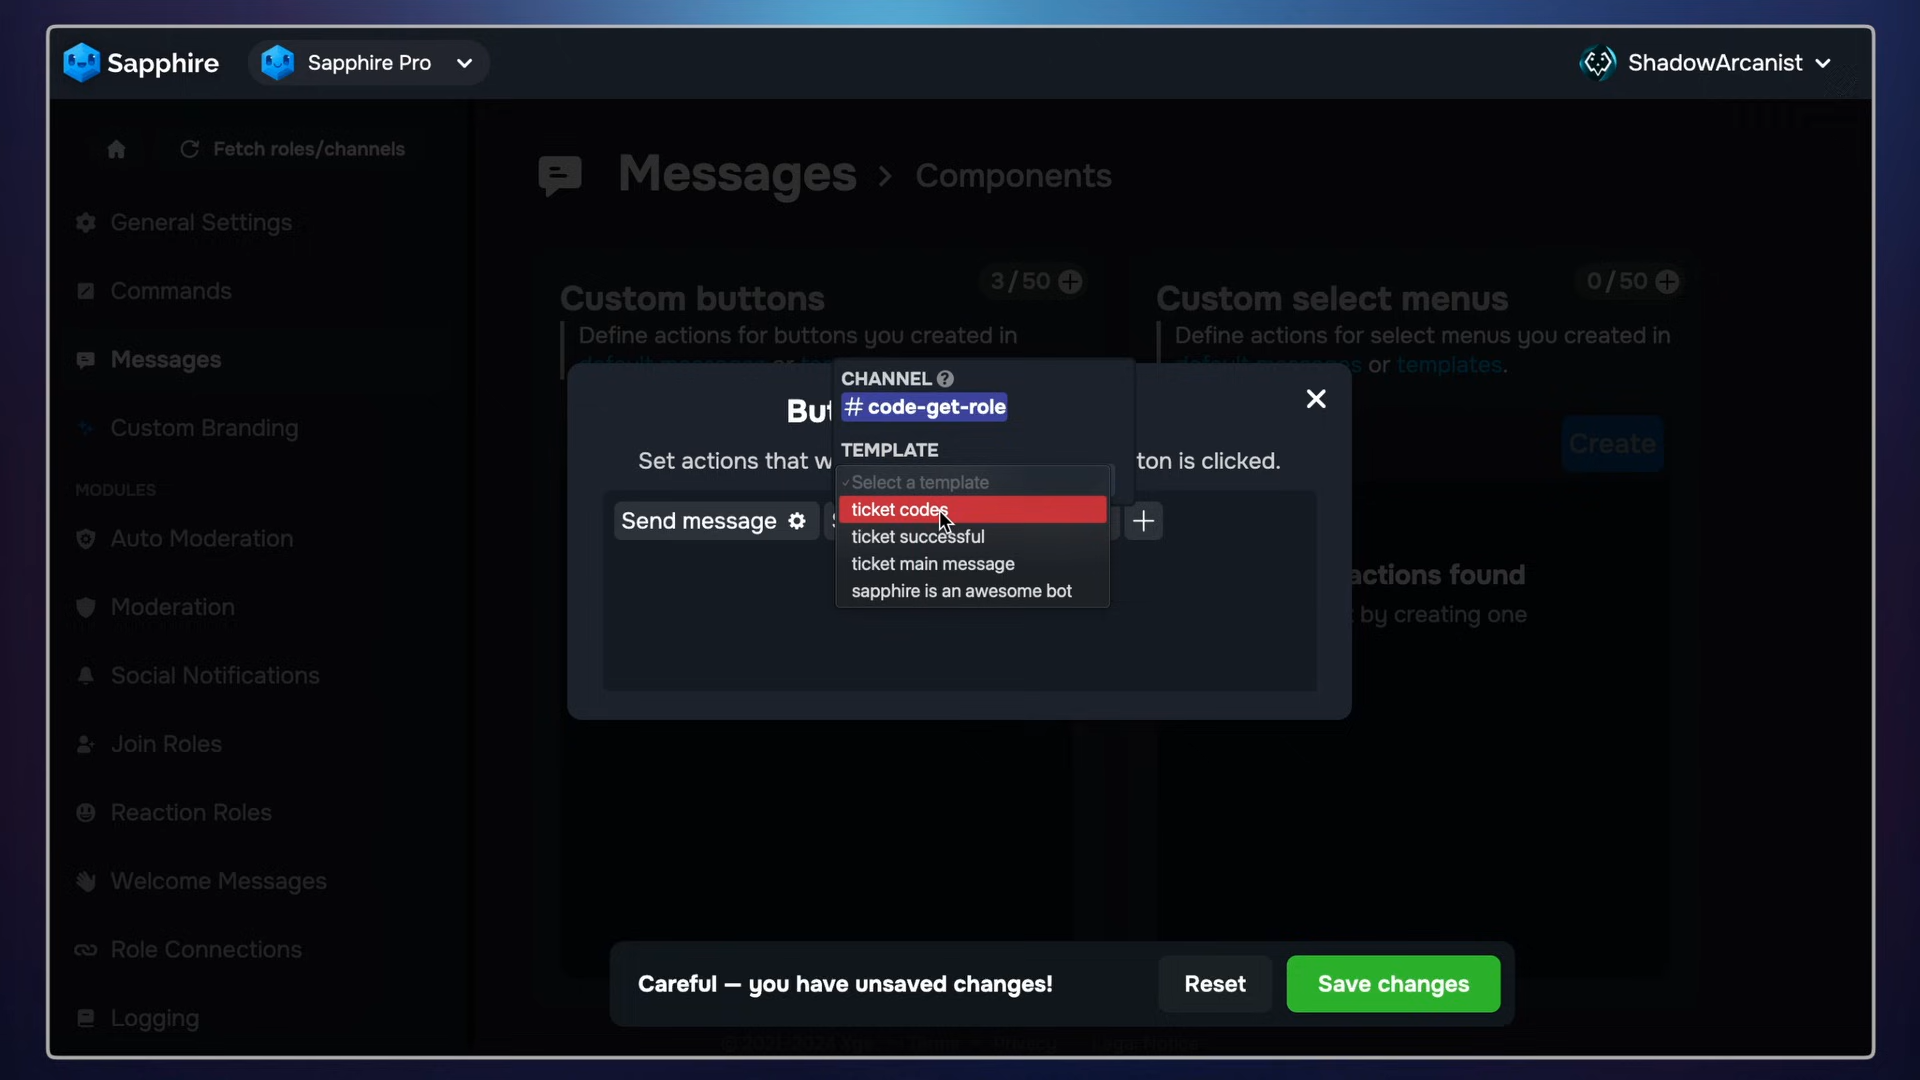 Sapphire
Sapphire Pro
ShadowArcanist
Fetch roles/channels
Messages > Components
General Settings
Commands
Messages
Custom Branding
MODULES
Auto Moderation
Moderation
Social Notifications
Join Roles
Reaction Roles
Welcome Messages
Role Connections
Logging
Custom buttons
3/50
Define actions for buttons you created in
default messages or
Custom select menus
0/50
Define actions for select menus you created in
default messages or templates.
Create
actions found
by creating one
Set actions that
ton is clicked.
Send message
CHANNEL
# code-get-role
TEMPLATE
Select a template
ticket codes
ticket successful
ticket main message
sapphire is an awesome bot
Careful — you have unsaved changes!
Reset
Save changes